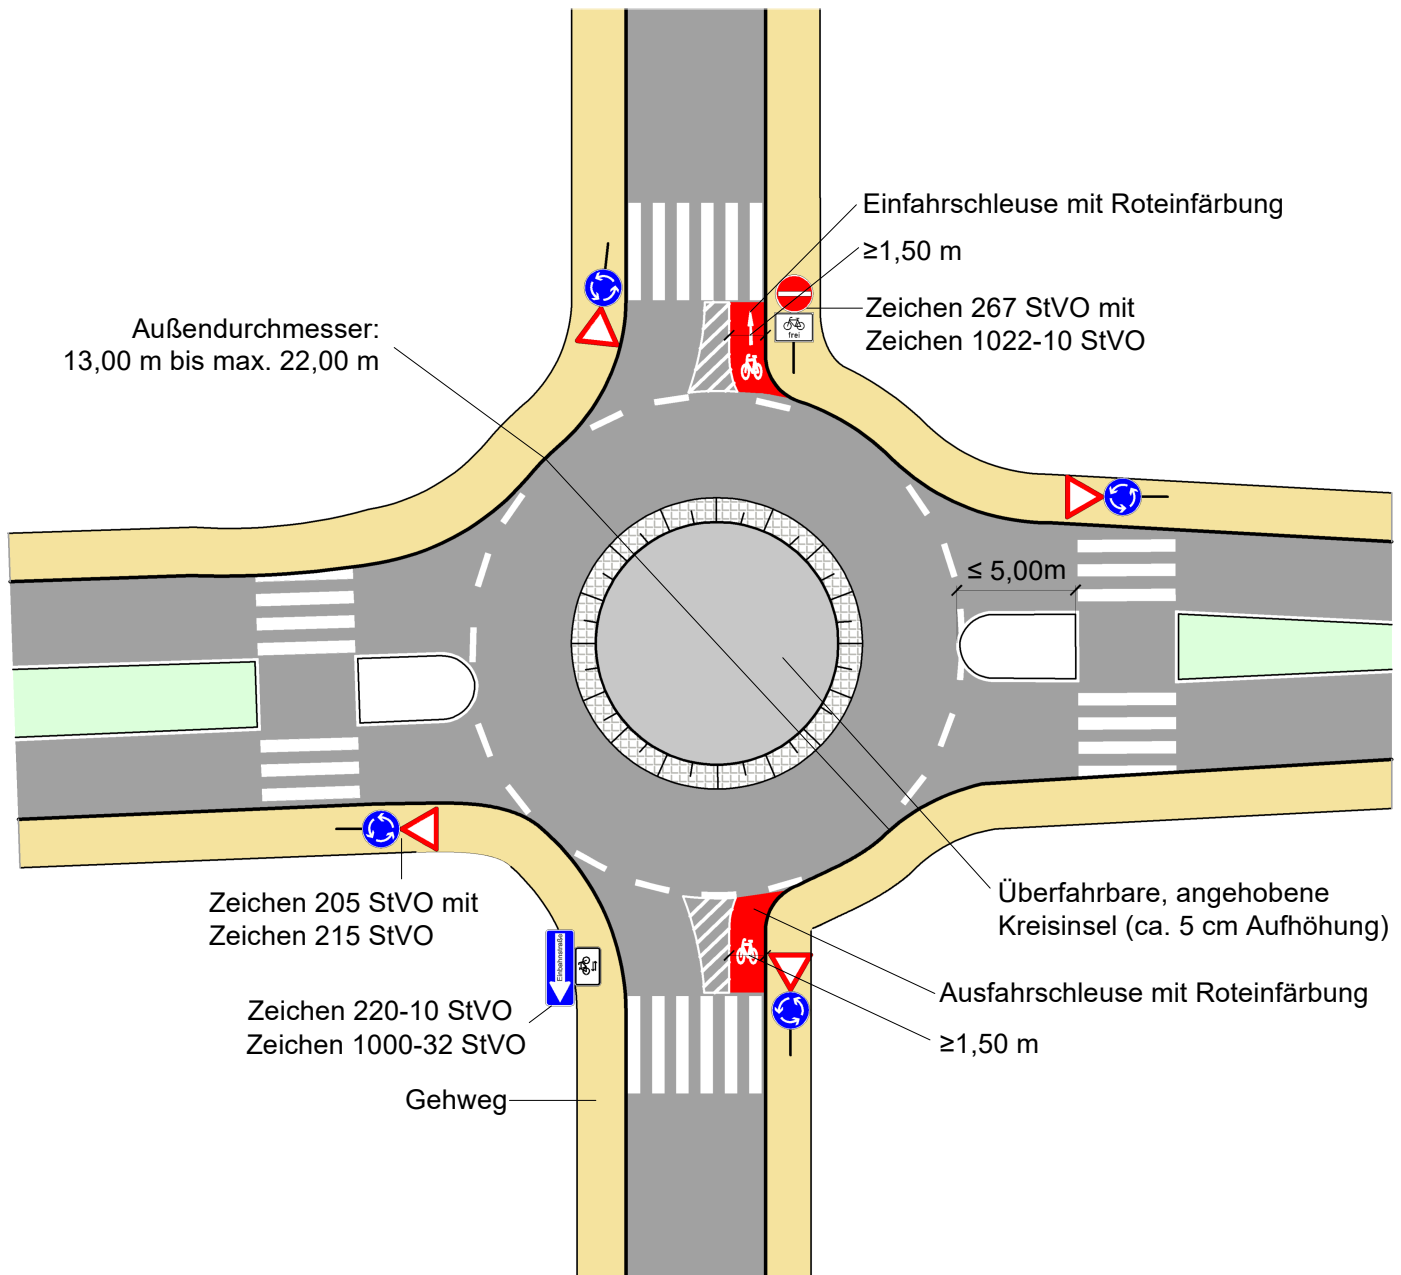 Einfahrschleuse mit Roteinfärbung
≥1,50 m
Zeichen 267 StVO mit
Zeichen 1022-10 StVO
frei
Außendurchmesser:
13,00 m bis max. 22,00 m
≤ 5,00m
Zeichen 205 StVO mit
Zeichen 215 StVO
Überfahrbare, angehobene
Kreisinsel (ca. 5 cm Aufhöhung)
Einbahnstraße
Ausfahrschleuse mit Roteinfärbung
Zeichen 220-10 StVO
Zeichen 1000-32 StVO
≥1,50 m
Gehweg